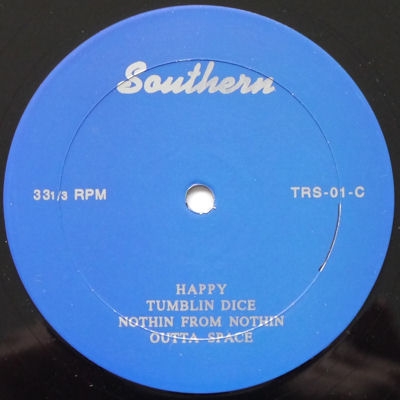 Southern
33 1/3 RPM
TRS-01-C
HAPPY
TUMBLIN DICE
NOTHIN FROM NOTHIN
OUTTA SPACE